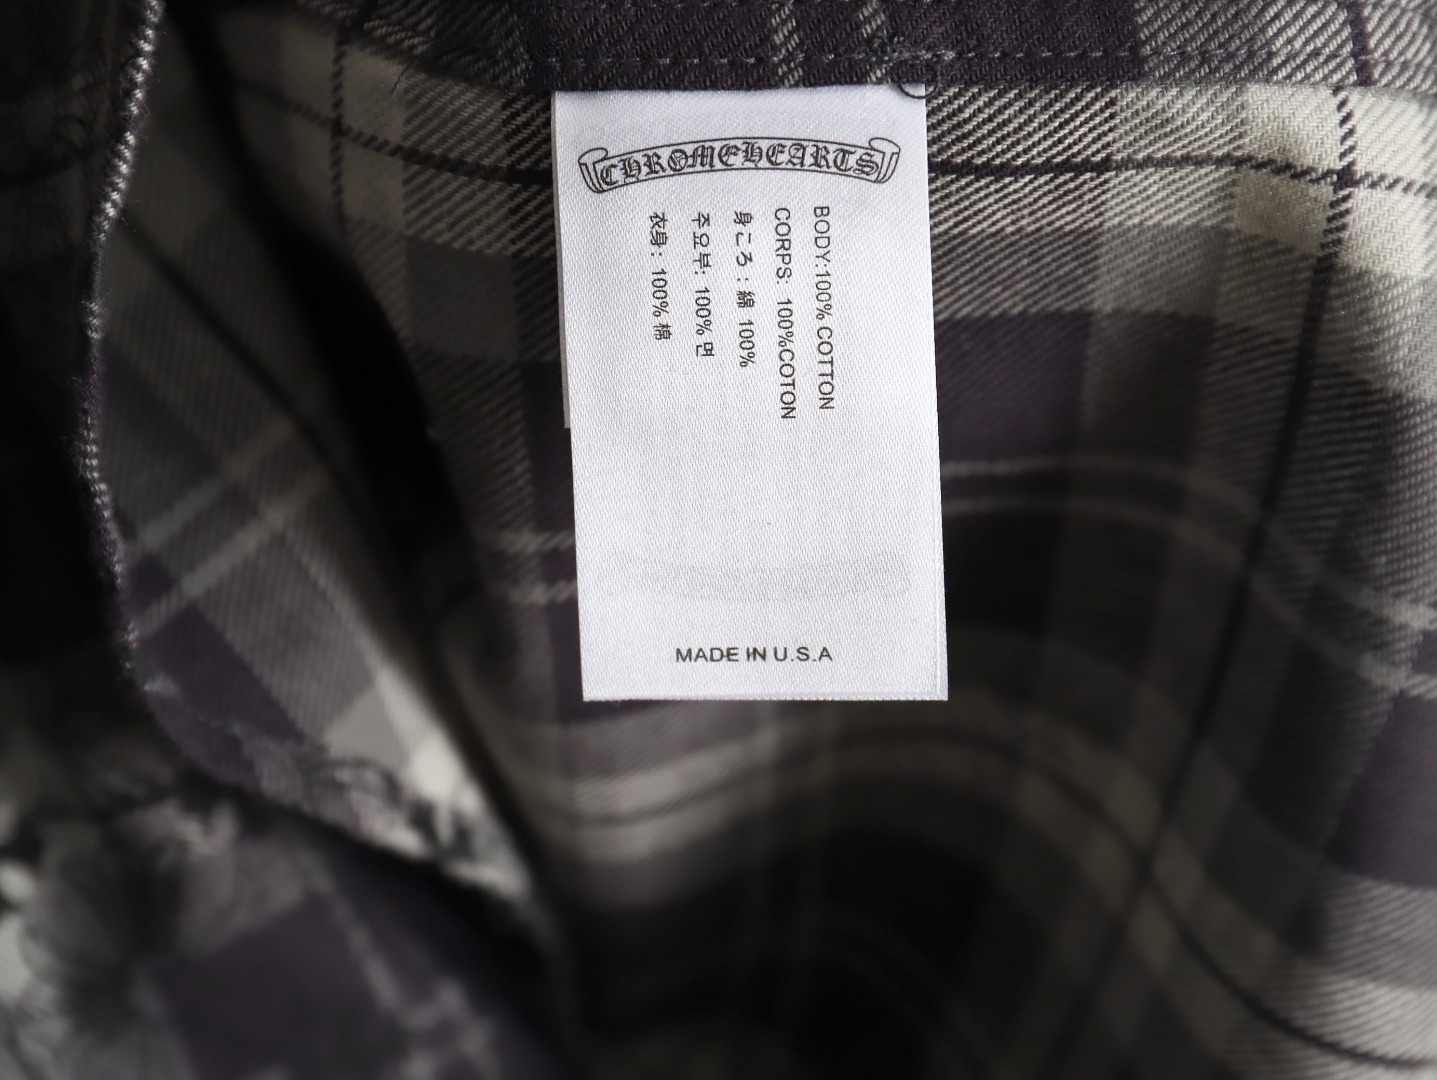 CHROMEHEARTS
BODY:100% COTTON
CORPS: 100%COTON
身ころ : 綿 100%
주요부: 100% 면
衣身: 100% 棉
MADE IN U.S.A